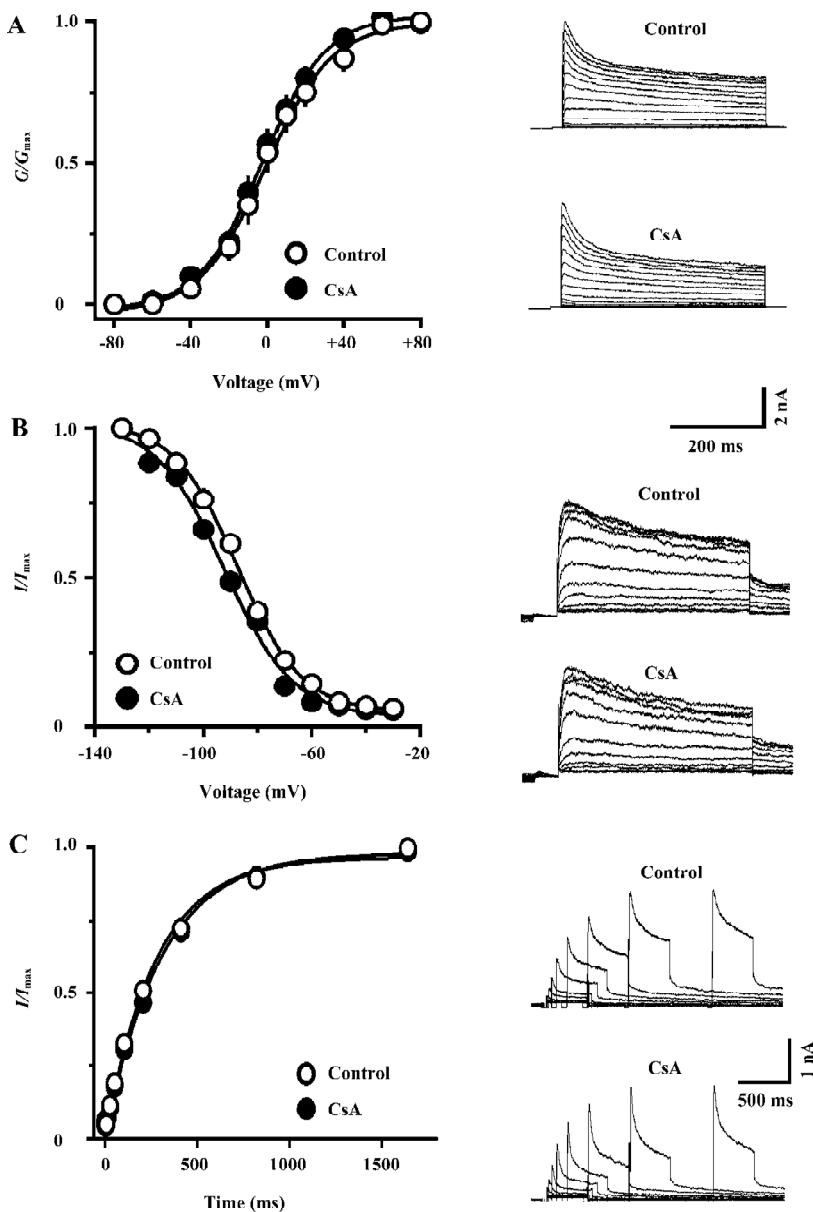 A
1.0
0.5
0
G/Gmax
-80
-40
0
+40
+80
Voltage (mV)
Control
CsA
Control
CsA
2 nA
200 ms
B
1.0
0.5
0
I/Imax
-140
-100
-60
-20
Voltage (mV)
Control
CsA
Control
CsA
C
1.0
0.5
0
I/Imax
0
500
1000
1500
Time (ms)
Control
CsA
Control
CsA
1 nA
500 ms